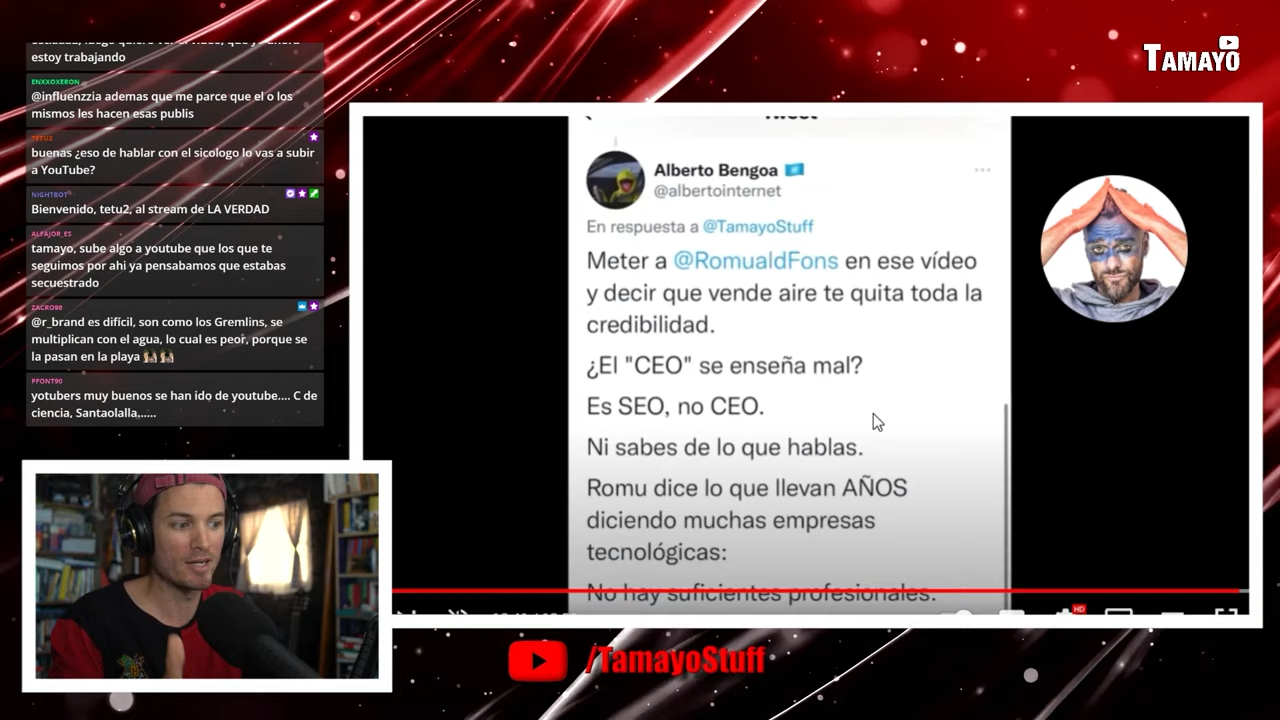 estoy trabajando
ENXXOXERON
@influenzzia ademas que me parece que el o los
mismos les hacen esas publis
TETU2
buenas ¿eso de hablar con el sicologo lo vas a subir
a YouTube?
NIGHTBOT
Bienvenido, tetu2, al stream de LA VERDAD
ALFAJOR_ES
tamayo, sube algo a youtube que los que te
seguimos por ahi ya pensabamos que estabas
secuestrado
ZACRO98
@r_brand es difícil, son como los Gremlins, se
multiplican con el agua, lo cual es peor, porque se
la pasan en la playa
PFONT90
yotubers muy buenos se han ido de youtube.... C de
ciencia, Santaolalla......
TAMAYO
Tweet
Alberto Bengoa
@albertointernet
En respuesta a @TamayoStuff
Meter a @RomualdFons en ese vídeo
y decir que vende aire te quita toda la
credibilidad.
¿El "CEO" se enseña mal?
Es SEO, no CEO.
Ni sabes de lo que hablas.
Romu dice lo que llevan AÑOS
diciendo muchas empresas
tecnológicas:
No hay suficientes profesionales.
HD
/TamayoStuff